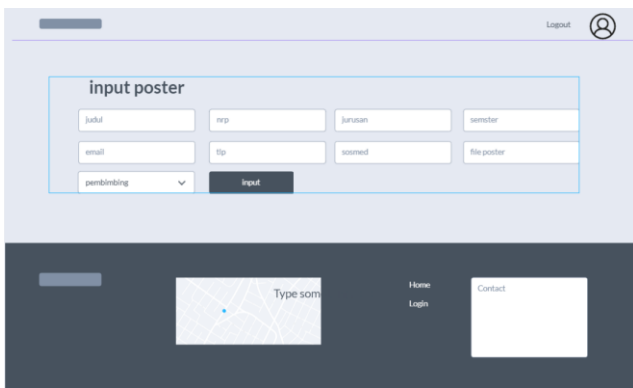 Logout
input poster
judul
nrp
jurusan
semster
email
tlp
sosmed
file poster
pembimbing
input
Type som
Home
Login
Contact